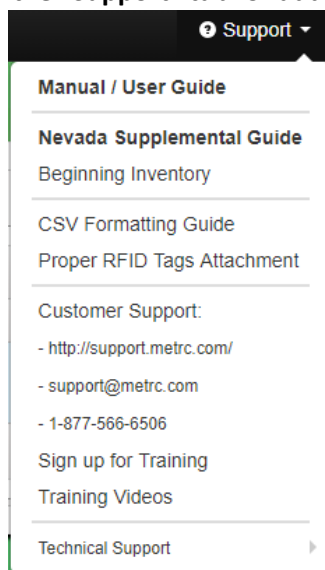 Support
Manual / User Guide
Nevada Supplemental Guide
Beginning Inventory
CSV Formatting Guide
Proper RFID Tags Attachment
Customer Support:
- http://support.metrc.com/
- support@metrc.com
- 1-877-566-6506
Sign up for Training
Training Videos
Technical Support